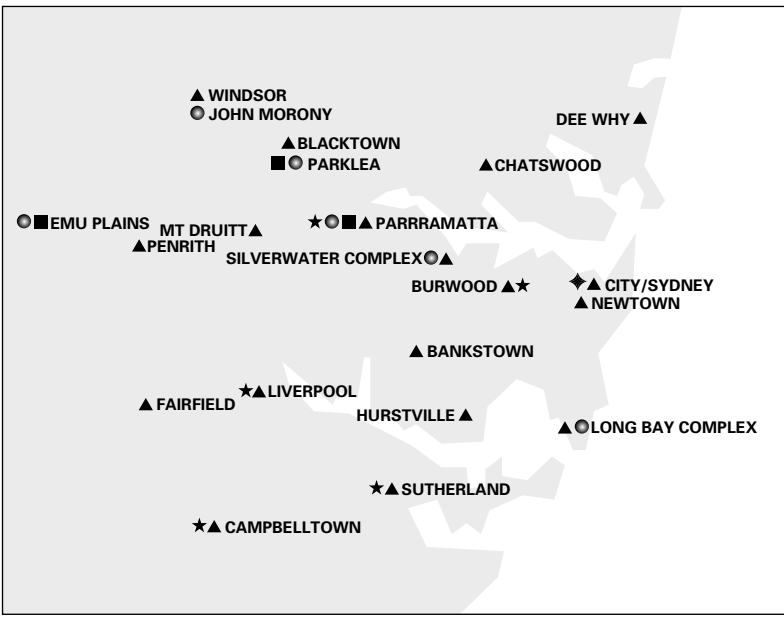 WINDSOR
JOHN MORONY
DEE WHY
BLACKTOWN
PARKLEA
CHATSWOOD
EMU PLAINS
MT DRUITT
PARRRAMATTA
PENRITH
SILVERWATER COMPLEX
BURWOOD
CITY/SYDNEY
NEWTOWN
BANKSTOWN
LIVERPOOL
FAIRFIELD
HURSTVILLE
LONG BAY COMPLEX
SUTHERLAND
CAMPBELLTOWN